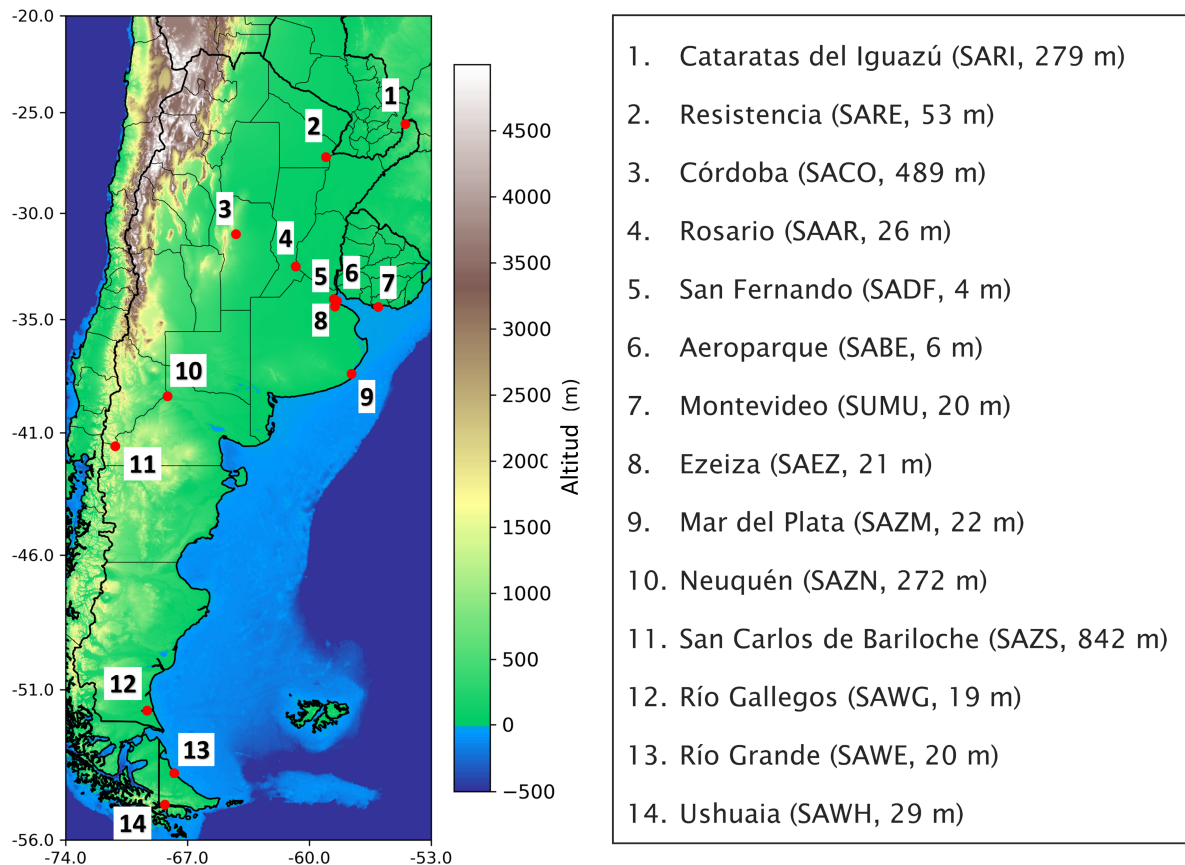 -20.0
-25.0
-30.0
-35.0
-41.0
-46.0
-51.0
-56.0
-74.0
-67.0
-60.0
-53.0
1
2
3
4
5
6
7
8
9
10
11
12
13
14
4500
4000
3500
3000
2500
2000
1500
1000
500
0
−500
Altitud (m)
1. Cataratas del Iguazú (SARI, 279 m)
2. Resistencia (SARE, 53 m)
3. Córdoba (SACO, 489 m)
4. Rosario (SAAR, 26 m)
5. San Fernando (SADF, 4 m)
6. Aeroparque (SABE, 6 m)
7. Montevideo (SUMU, 20 m)
8. Ezeiza (SAEZ, 21 m)
9. Mar del Plata (SAZM, 22 m)
10. Neuquén (SAZN, 272 m)
11. San Carlos de Bariloche (SAZS, 842 m)
12. Río Gallegos (SAWG, 19 m)
13. Río Grande (SAWE, 20 m)
14. Ushuaia (SAWH, 29 m)